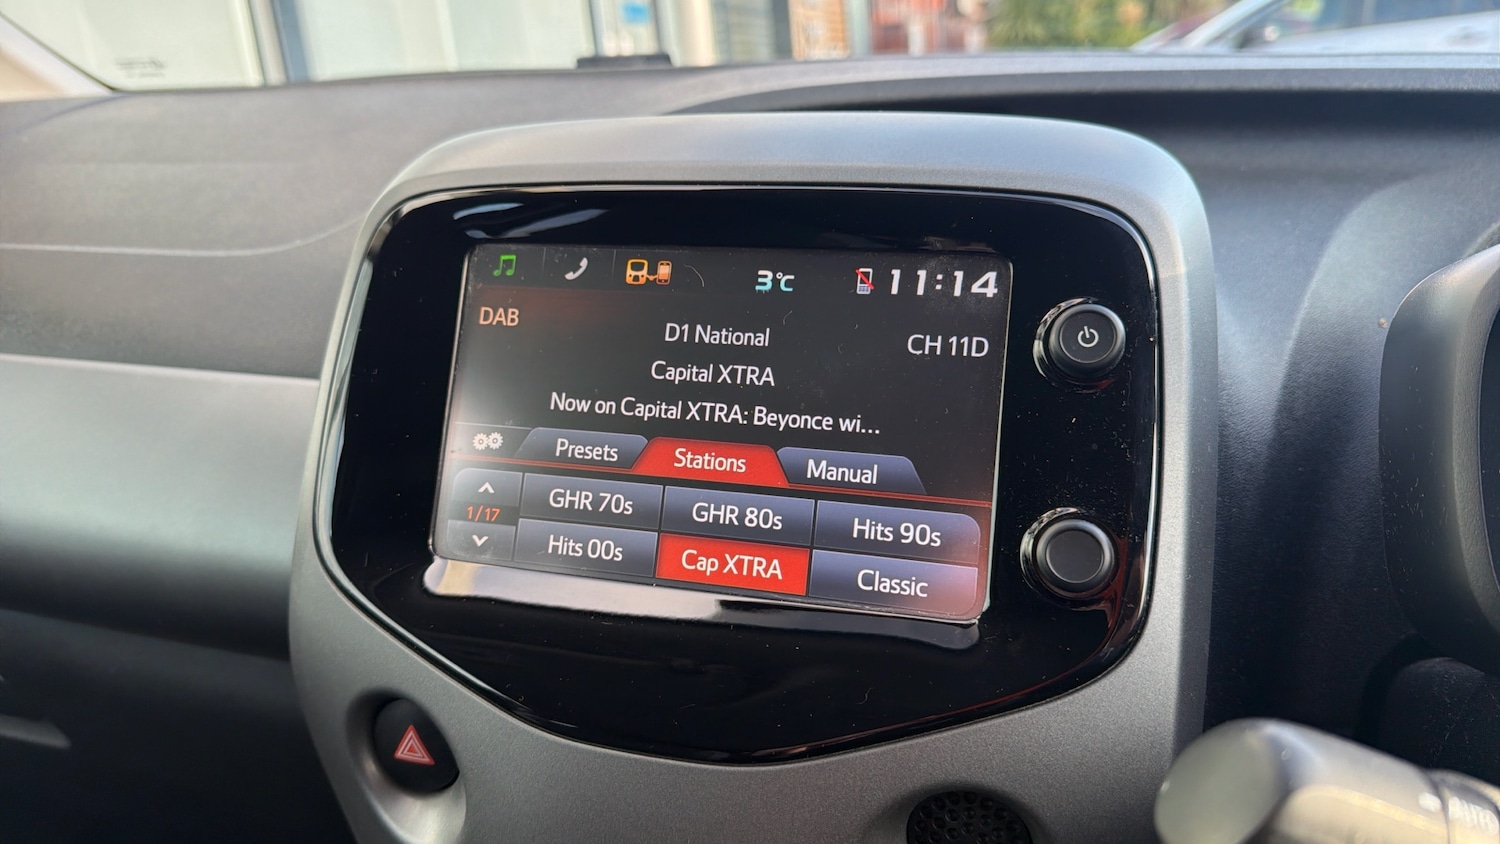 3°C 11:14
DAB
D1 National
CH 11D
Capital XTRA
Now on Capital XTRA: Beyonce wi...
Presets Stations Manual
1/17
GHR 70s GHR 80s Hits 90s
Hits 00s Cap XTRA Classic